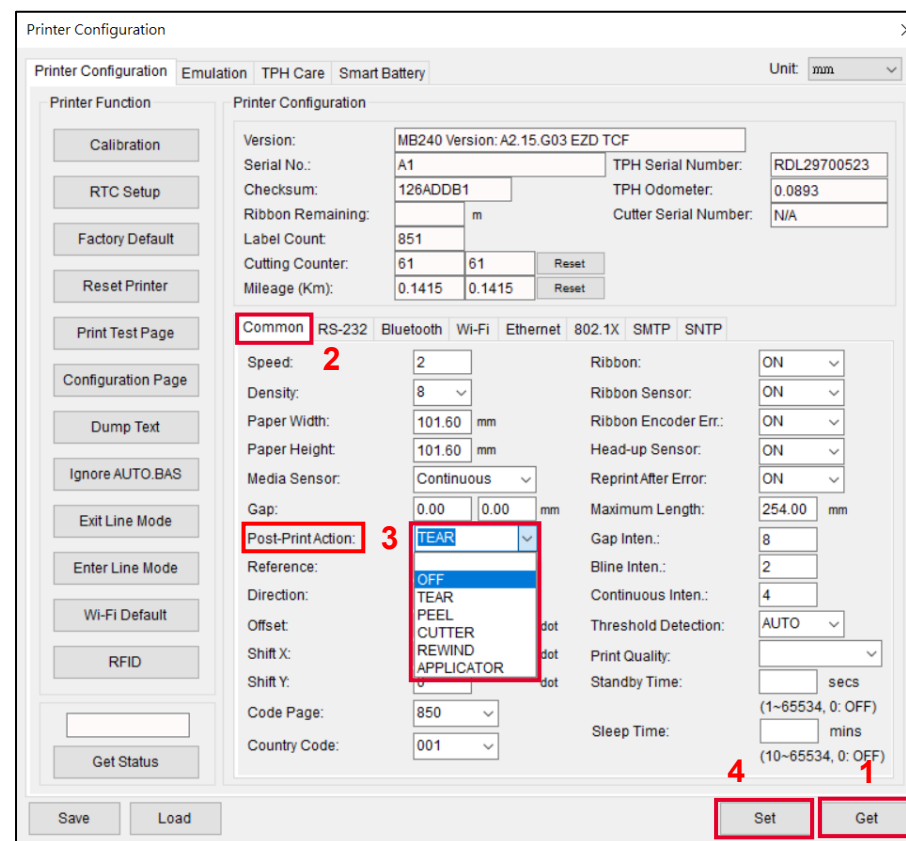 Printer Configuration
Printer Configuration Emulation TPH Care Smart Battery Unit: mm
Printer Function
Calibration
RTC Setup
Factory Default
Reset Printer
Print Test Page
Configuration Page
Dump Text
Ignore AUTO.BAS
Exit Line Mode
Enter Line Mode
Wi-Fi Default
RFID
Get Status
Printer Configuration
Version: MB240 Version: A2.15.G03 EZD TCF
Serial No.: A1 TPH Serial Number: RDL29700523
Checksum: 126ADDB1 TPH Odometer: 0.0893
Ribbon Remaining: m Cutter Serial Number: N/A
Label Count: 851
Cutting Counter: 61 61 Reset
Mileage (Km): 0.1415 0.1415 Reset
Common RS-232 Bluetooth Wi-Fi Ethernet 802.1X SMTP SNTP
2
Speed: 2 Ribbon: ON
Density: 8 Ribbon Sensor: ON
Paper Width: 101.60 mm Ribbon Encoder Err.: ON
Paper Height: 101.60 mm Head-up Sensor: ON
Media Sensor: Continuous Reprint After Error: ON
Gap: 0.00 0.00 mm Maximum Length: 254.00 mm
Post-Print Action: 3 TEAR Gap Inten.: 8
Reference: Bline Inten.: 2
OFF
Direction: TEAR Continuous Inten.: 4
PEEL
Offset: CUTTER dot Threshold Detection: AUTO
Shift X: REWIND dot Print Quality:
APPLICATOR
Shift Y: 0 dot Standby Time: secs
(1~65534, 0: OFF)
Code Page: 850
Sleep Time: mins
Country Code: 001
(10~65534, 0: OFF)
4 1
Save Load Set Get